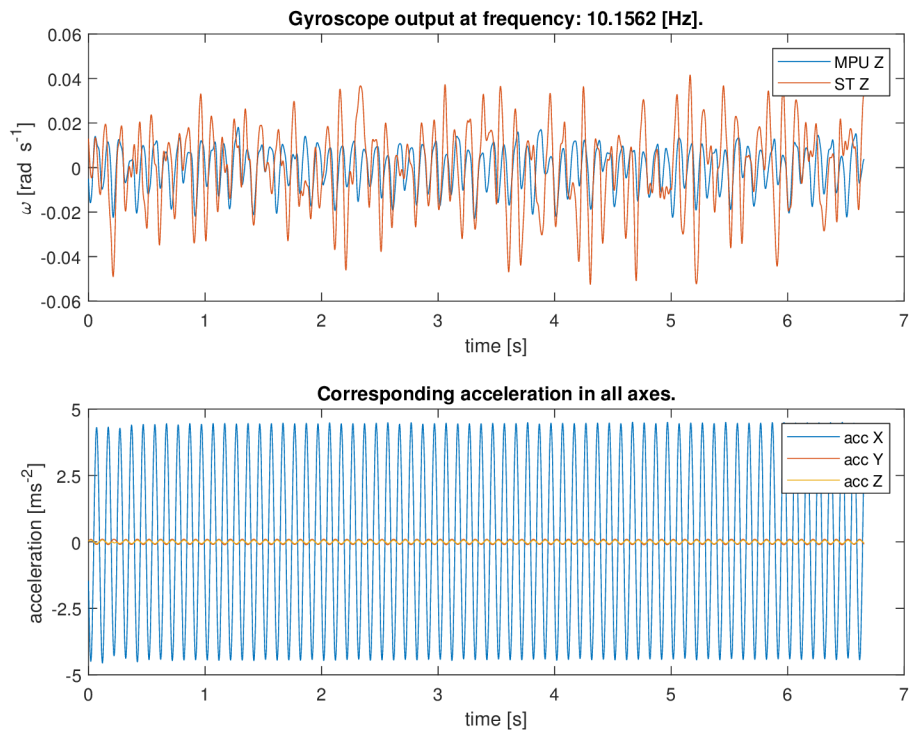 Gyroscope output at frequency: 10.1562 [Hz].
0.06
0.04
0.02
0
-0.02
-0.04
-0.06
ω [rad s⁻¹]
MPU Z
ST Z
0 1 2 3 4 5 6 7
time [s]
Corresponding acceleration in all axes.
5
2.5
0
-2.5
-5
acceleration [ms⁻²]
acc X
acc Y
acc Z
0 1 2 3 4 5 6 7
time [s]